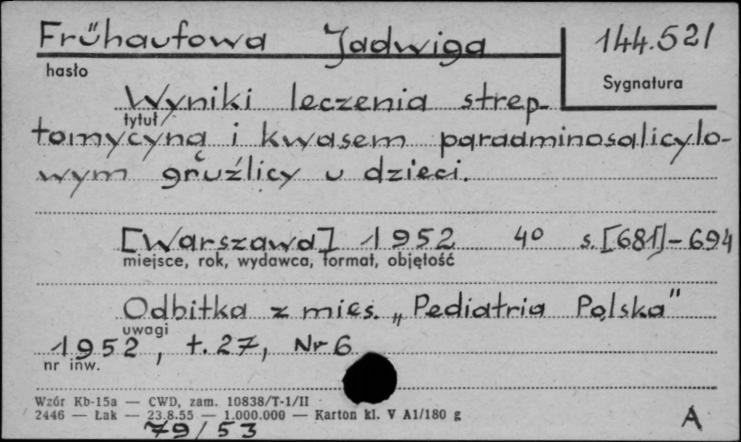 Frühaufowa Jadwiga
144.521
hasło
Sygnatura
Wyniki leczenia strep-
tytuł
tomycyną i kwasem paraaminosalicylo-
wym gruźlicy u dzieci.
[Warszawa] 1952 4° s. [681]-694
miejsce, rok, wydawca, format, objętość
Odbitka z mies. „Pediatria Polska"
uwagi
1952, t. 27, Nr 6
nr inw.
Wzór Kb-15a — CWD, zam. 10838/T-1/II
2446 — Łak — 23.8.55 — 1.000.000 — Karton kl. V A1/180 g
79/53
A